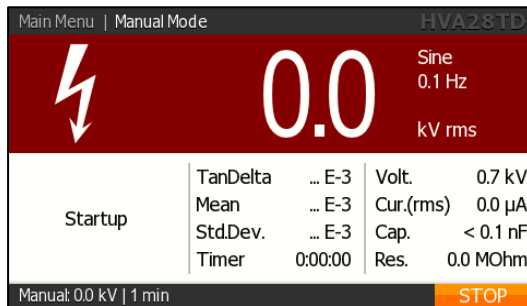 Main Menu | Manual Mode HVA28TD
0.0
Sine
0.1 Hz
kV rms
Startup
TanDelta ... E-3
Mean ... E-3
Std.Dev. ... E-3
Timer 0:00:00
Volt. 0.7 kV
Cur.(rms) 0.0 µA
Cap. < 0.1 nF
Res. 0.0 MOhm
Manual: 0.0 kV | 1 min STOP